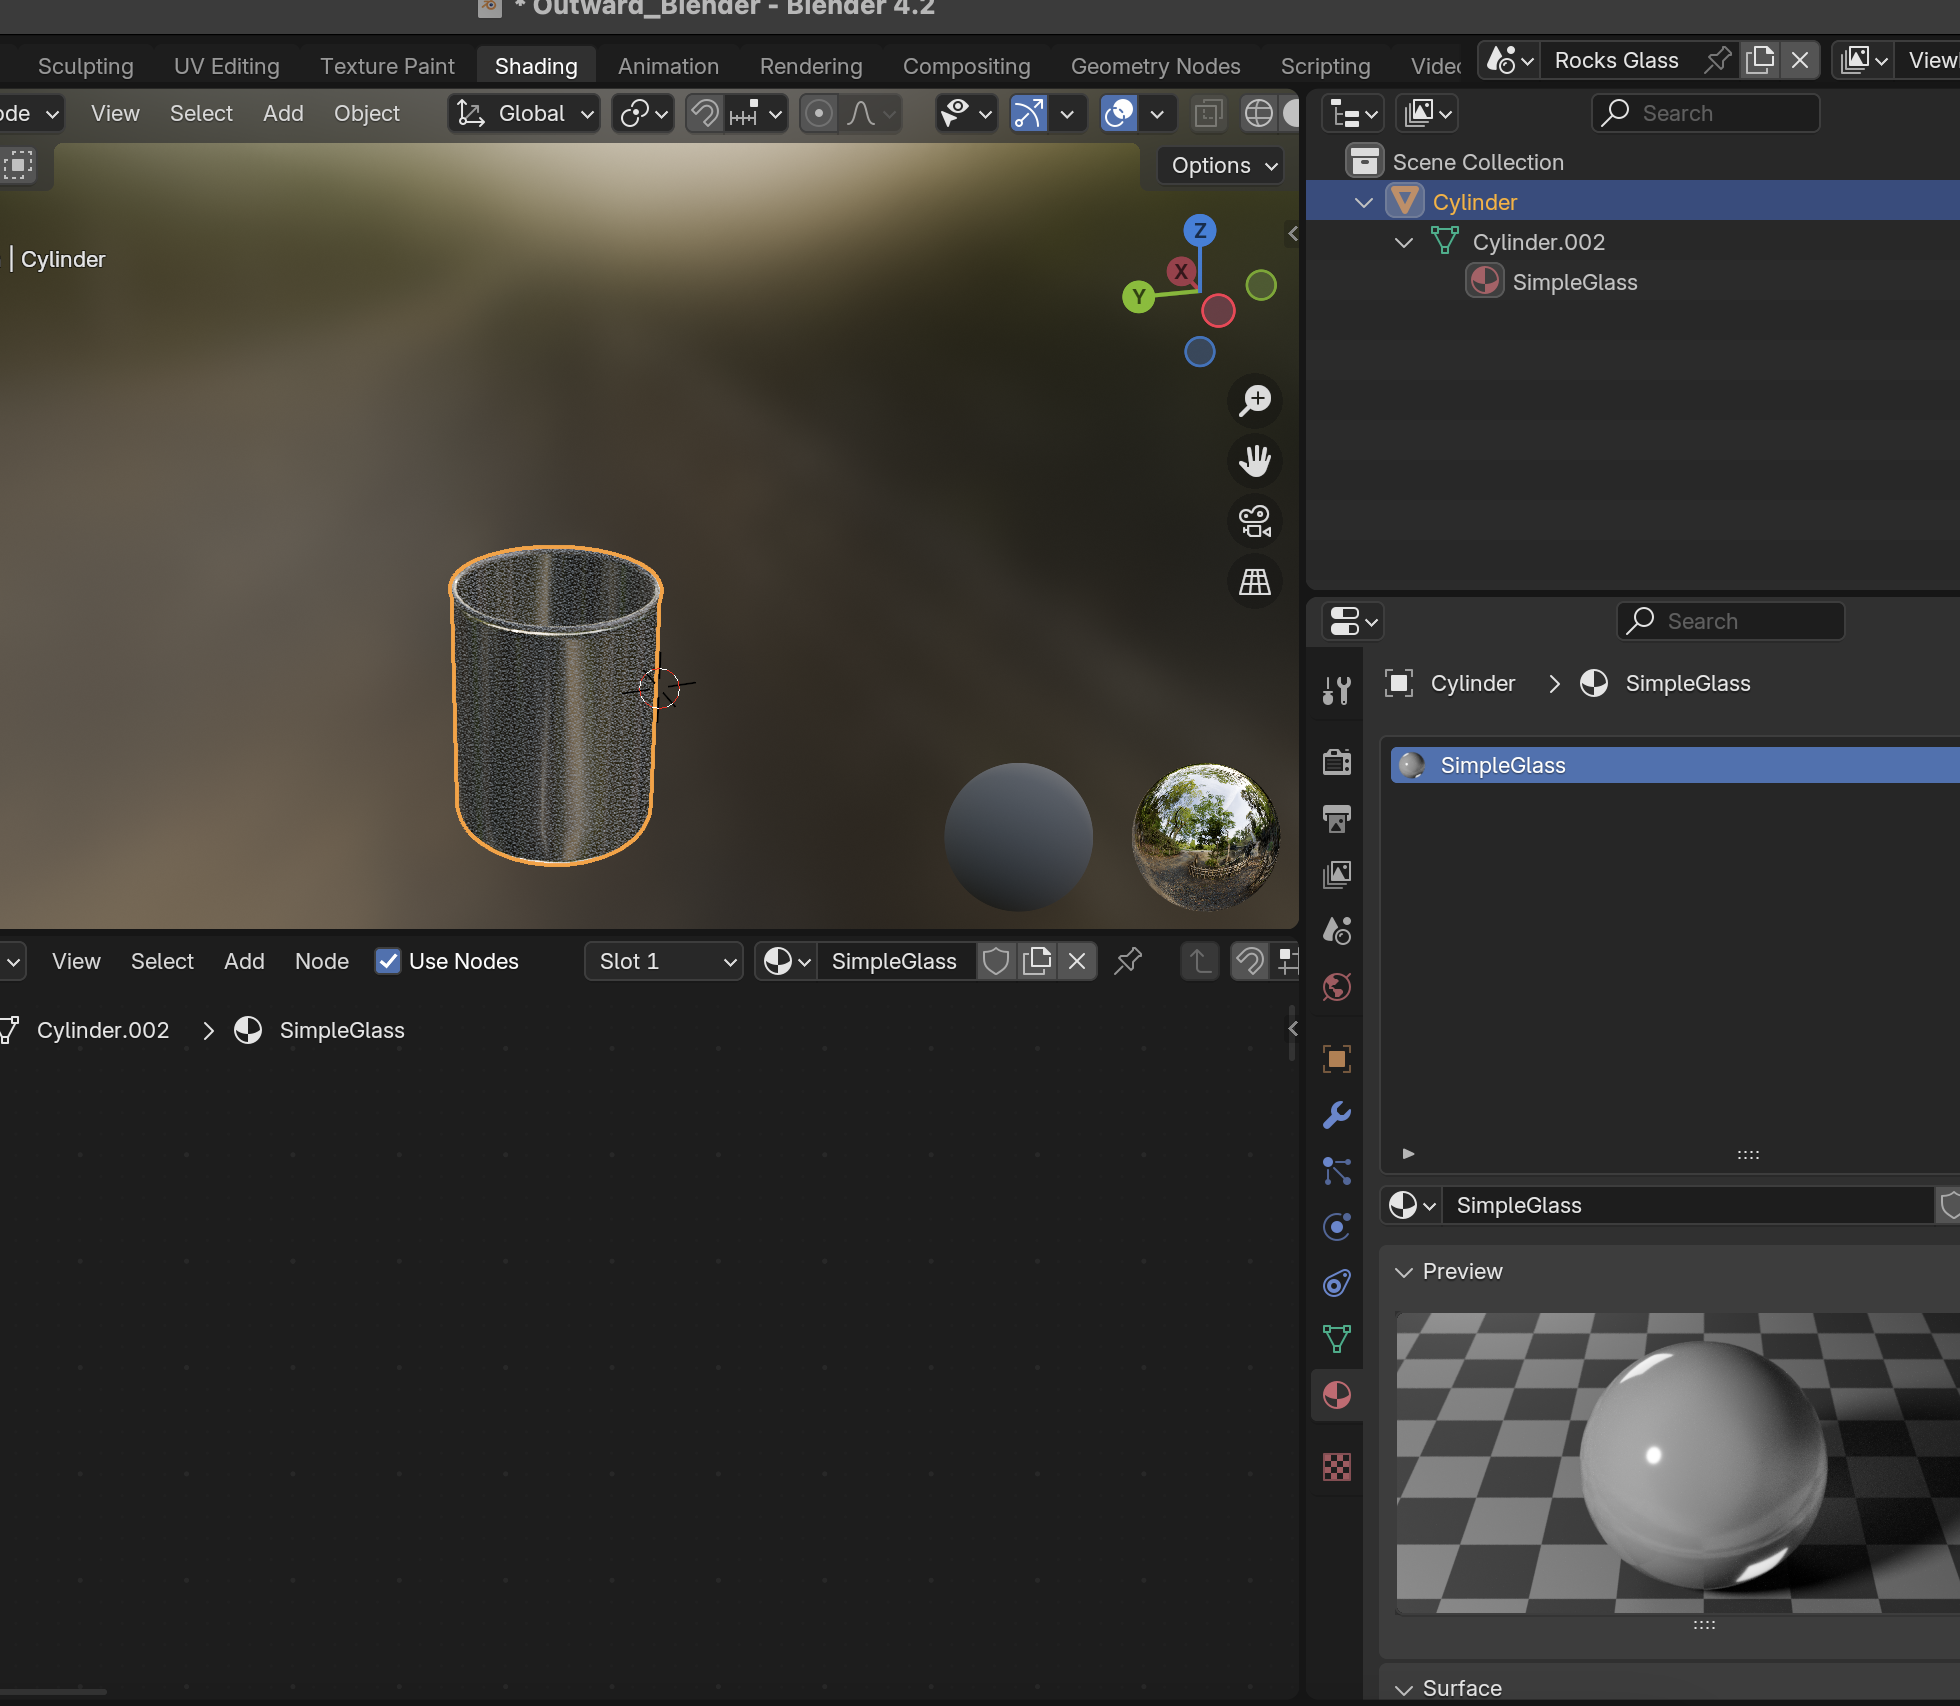 * Outward_Blender - Blender 4.2
Sculpting UV Editing Texture Paint Shading Animation Rendering Compositing Geometry Nodes Scripting
Rocks Glass
View
View Select Add Object Global
Search
Options
Scene Collection
Cylinder
Cylinder.002
SimpleGlass
| Cylinder
Z
X
Y
Search
Cylinder > SimpleGlass
SimpleGlass
View Select Add Node Use Nodes Slot 1 SimpleGlass
Cylinder.002 > SimpleGlass
SimpleGlass
Preview
Surface